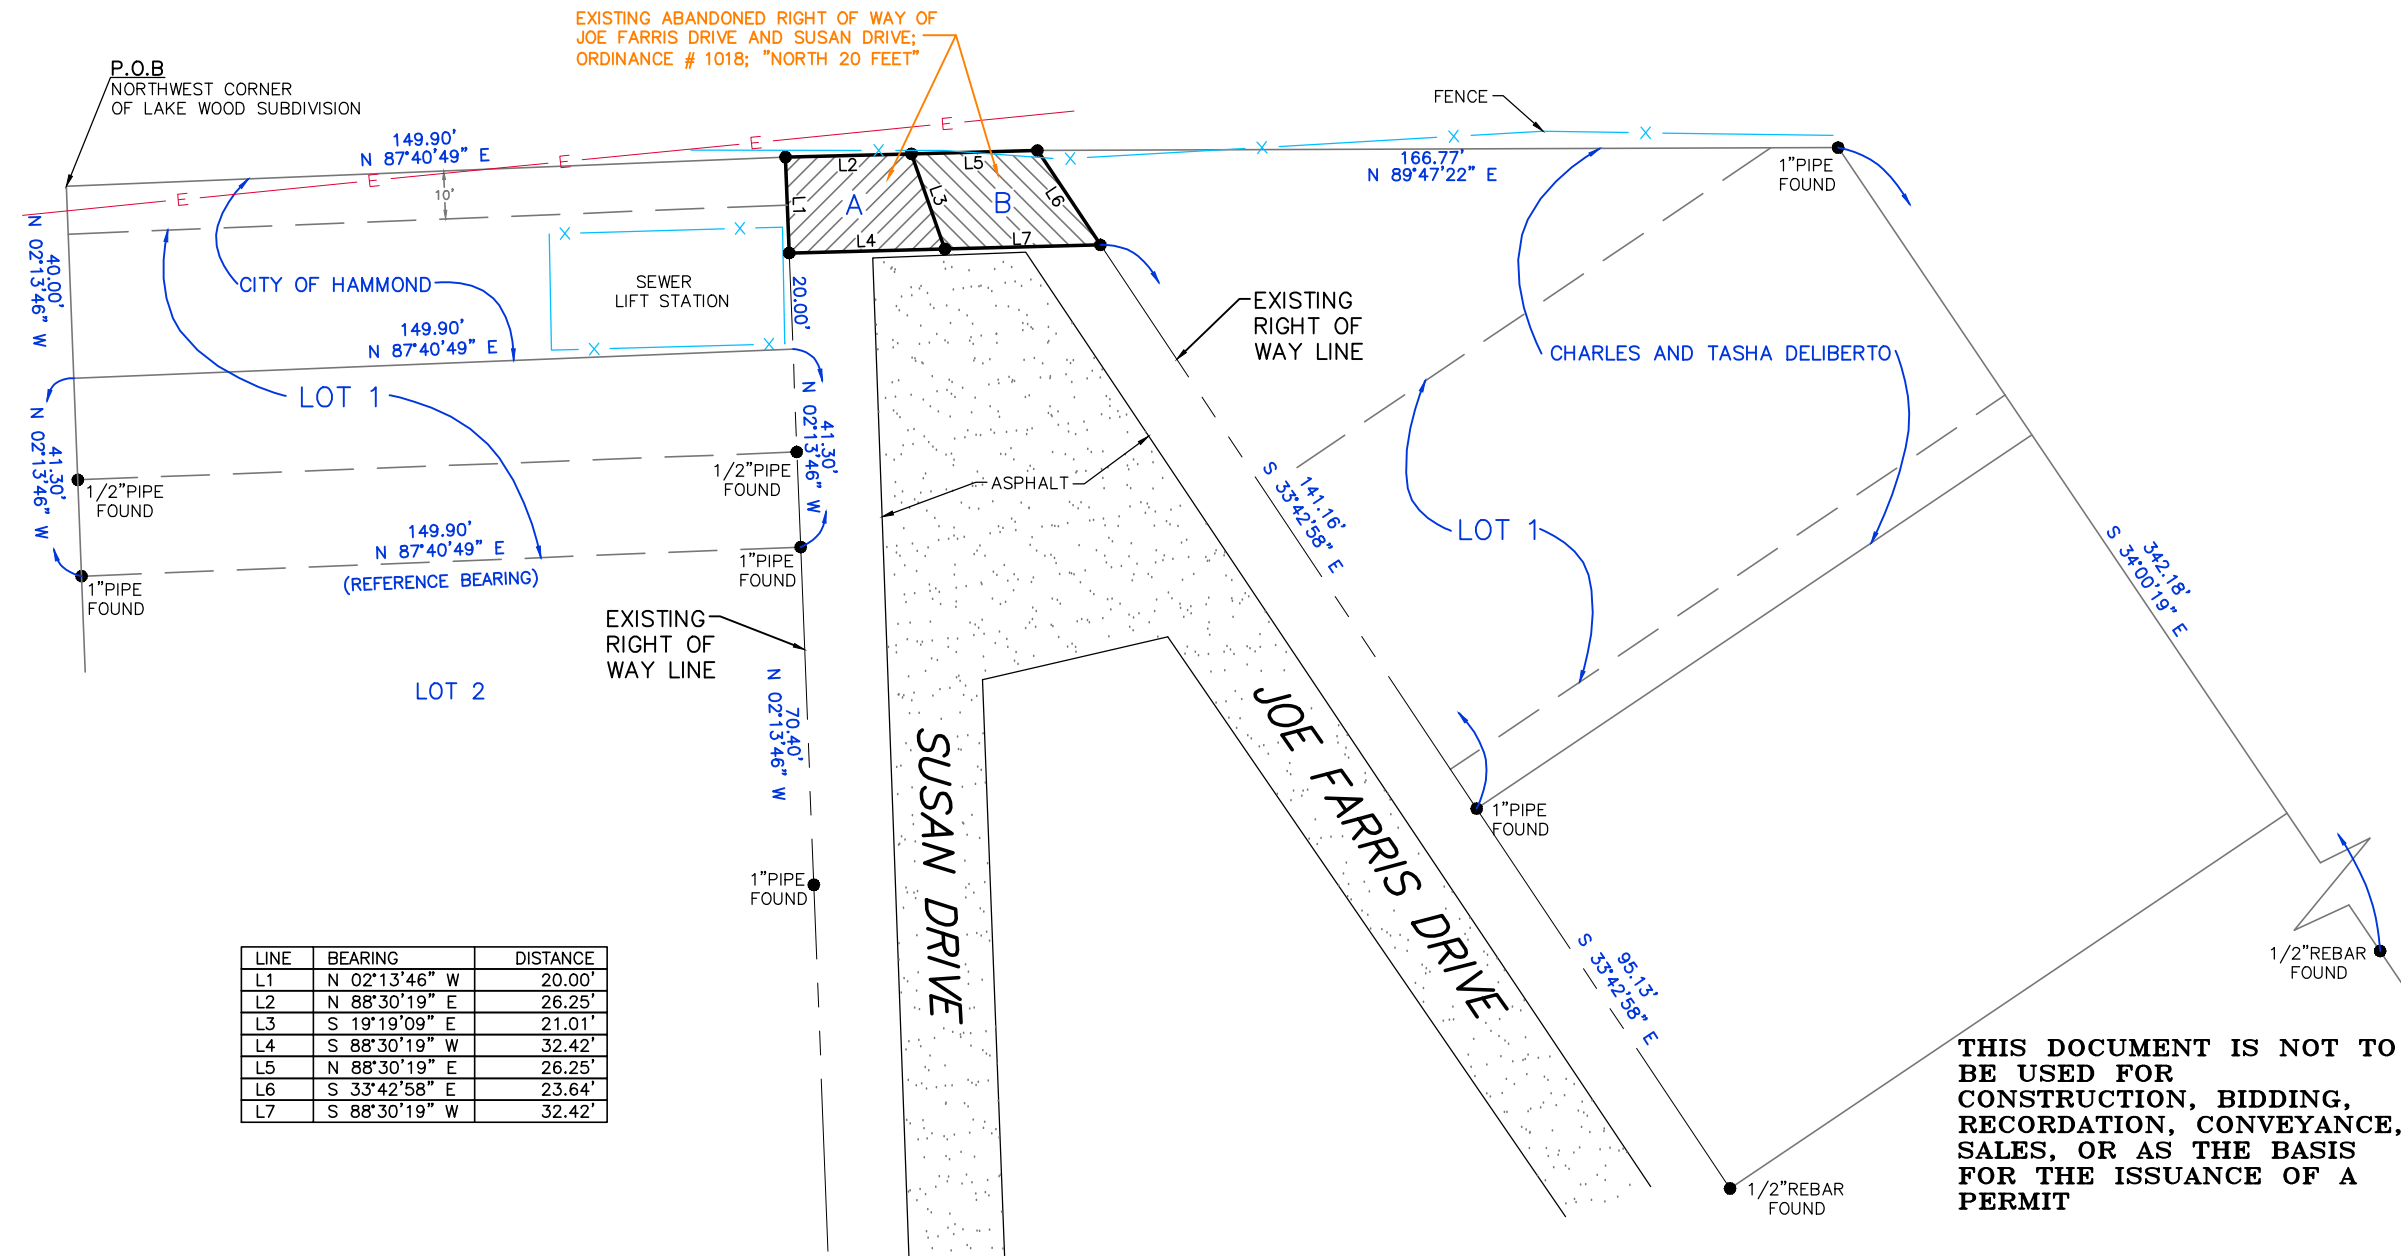 EXISTING ABANDONED RIGHT OF WAY OF
JOE FARRIS DRIVE AND SUSAN DRIVE;
ORDINANCE # 1018; "NORTH 20 FEET"
P.O.B
NORTHWEST CORNER
OF LAKE WOOD SUBDIVISION
149.90'
N 87°40'49" E
E
E
E
E
E
10'
X
X
X
X
X
X
FENCE
166.77'
N 89°47'22" E
1"PIPE
FOUND
L2
L5
L1
A
L3
B
L6
L4
L7
40.00'
N 02°13'46" W
CITY OF HAMMOND
X
X
SEWER
LIFT STATION
X
X
20.00'
149.90'
N 87°40'49" E
EXISTING
RIGHT OF
WAY LINE
CHARLES AND TASHA DELIBERTO
LOT 1
41.30'
N 02°13'46" W
41.30'
N 02°13'46" W
1/2"PIPE
FOUND
1/2"PIPE
FOUND
ASPHALT
141.16'
S 33°42'58" E
LOT 1
342.18'
S 34°00'19" E
149.90'
N 87°40'49" E
(REFERENCE BEARING)
1"PIPE
FOUND
1"PIPE
FOUND
EXISTING
RIGHT OF
WAY LINE
LOT 2
70.40'
N 02°13'46" W
SUSAN DRIVE
JOE FARRIS DRIVE
1"PIPE
FOUND
1"PIPE
FOUND
95.13'
S 33°42'58" E
1/2"REBAR
FOUND
1/2"REBAR
FOUND
LINE BEARING DISTANCE
L1 N 02°13'46" W 20.00'
L2 N 88°30'19" E 26.25'
L3 S 19°19'09" E 21.01'
L4 S 88°30'19" W 32.42'
L5 N 88°30'19" E 26.25'
L6 S 33°42'58" E 23.64'
L7 S 88°30'19" W 32.42'
THIS DOCUMENT IS NOT TO
BE USED FOR
CONSTRUCTION, BIDDING,
RECORDATION, CONVEYANCE,
SALES, OR AS THE BASIS
FOR THE ISSUANCE OF A
PERMIT